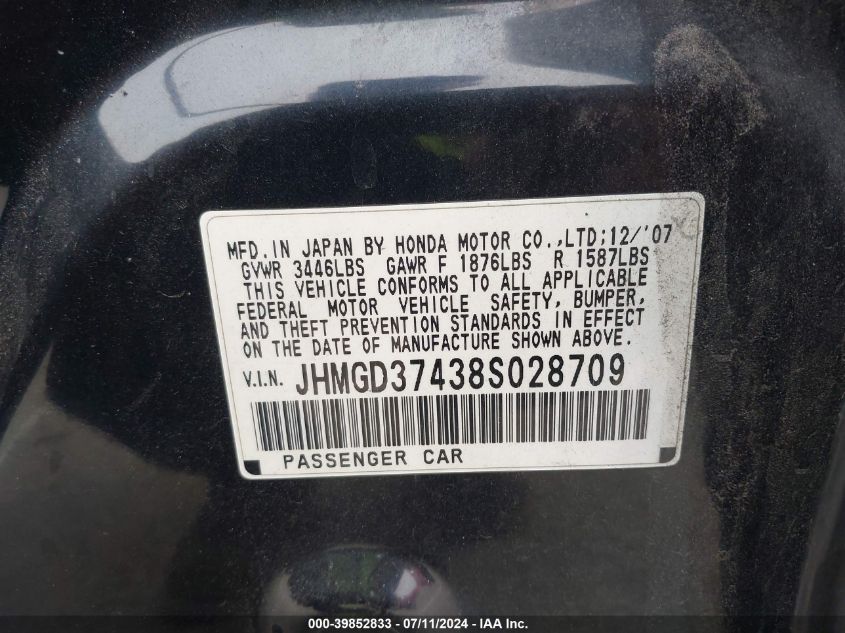 MFD.IN JAPAN BY HONDA MOTOR CO.,LTD;12/'07
GVWR 3446LBS GAWR F 1876LBS R 1587LBS
THIS VEHICLE CONFORMS TO ALL APPLICABLE
FEDERAL MOTOR VEHICLE SAFETY, BUMPER,
AND THEFT PREVENTION STANDARDS IN EFFECT
ON THE DATE OF MANUFACTURE SHOWN ABOVE.
V.I.N. JHMGD37438S028709
PASSENGER CAR
000-39852833 - 07/11/2024 - IAAI.com